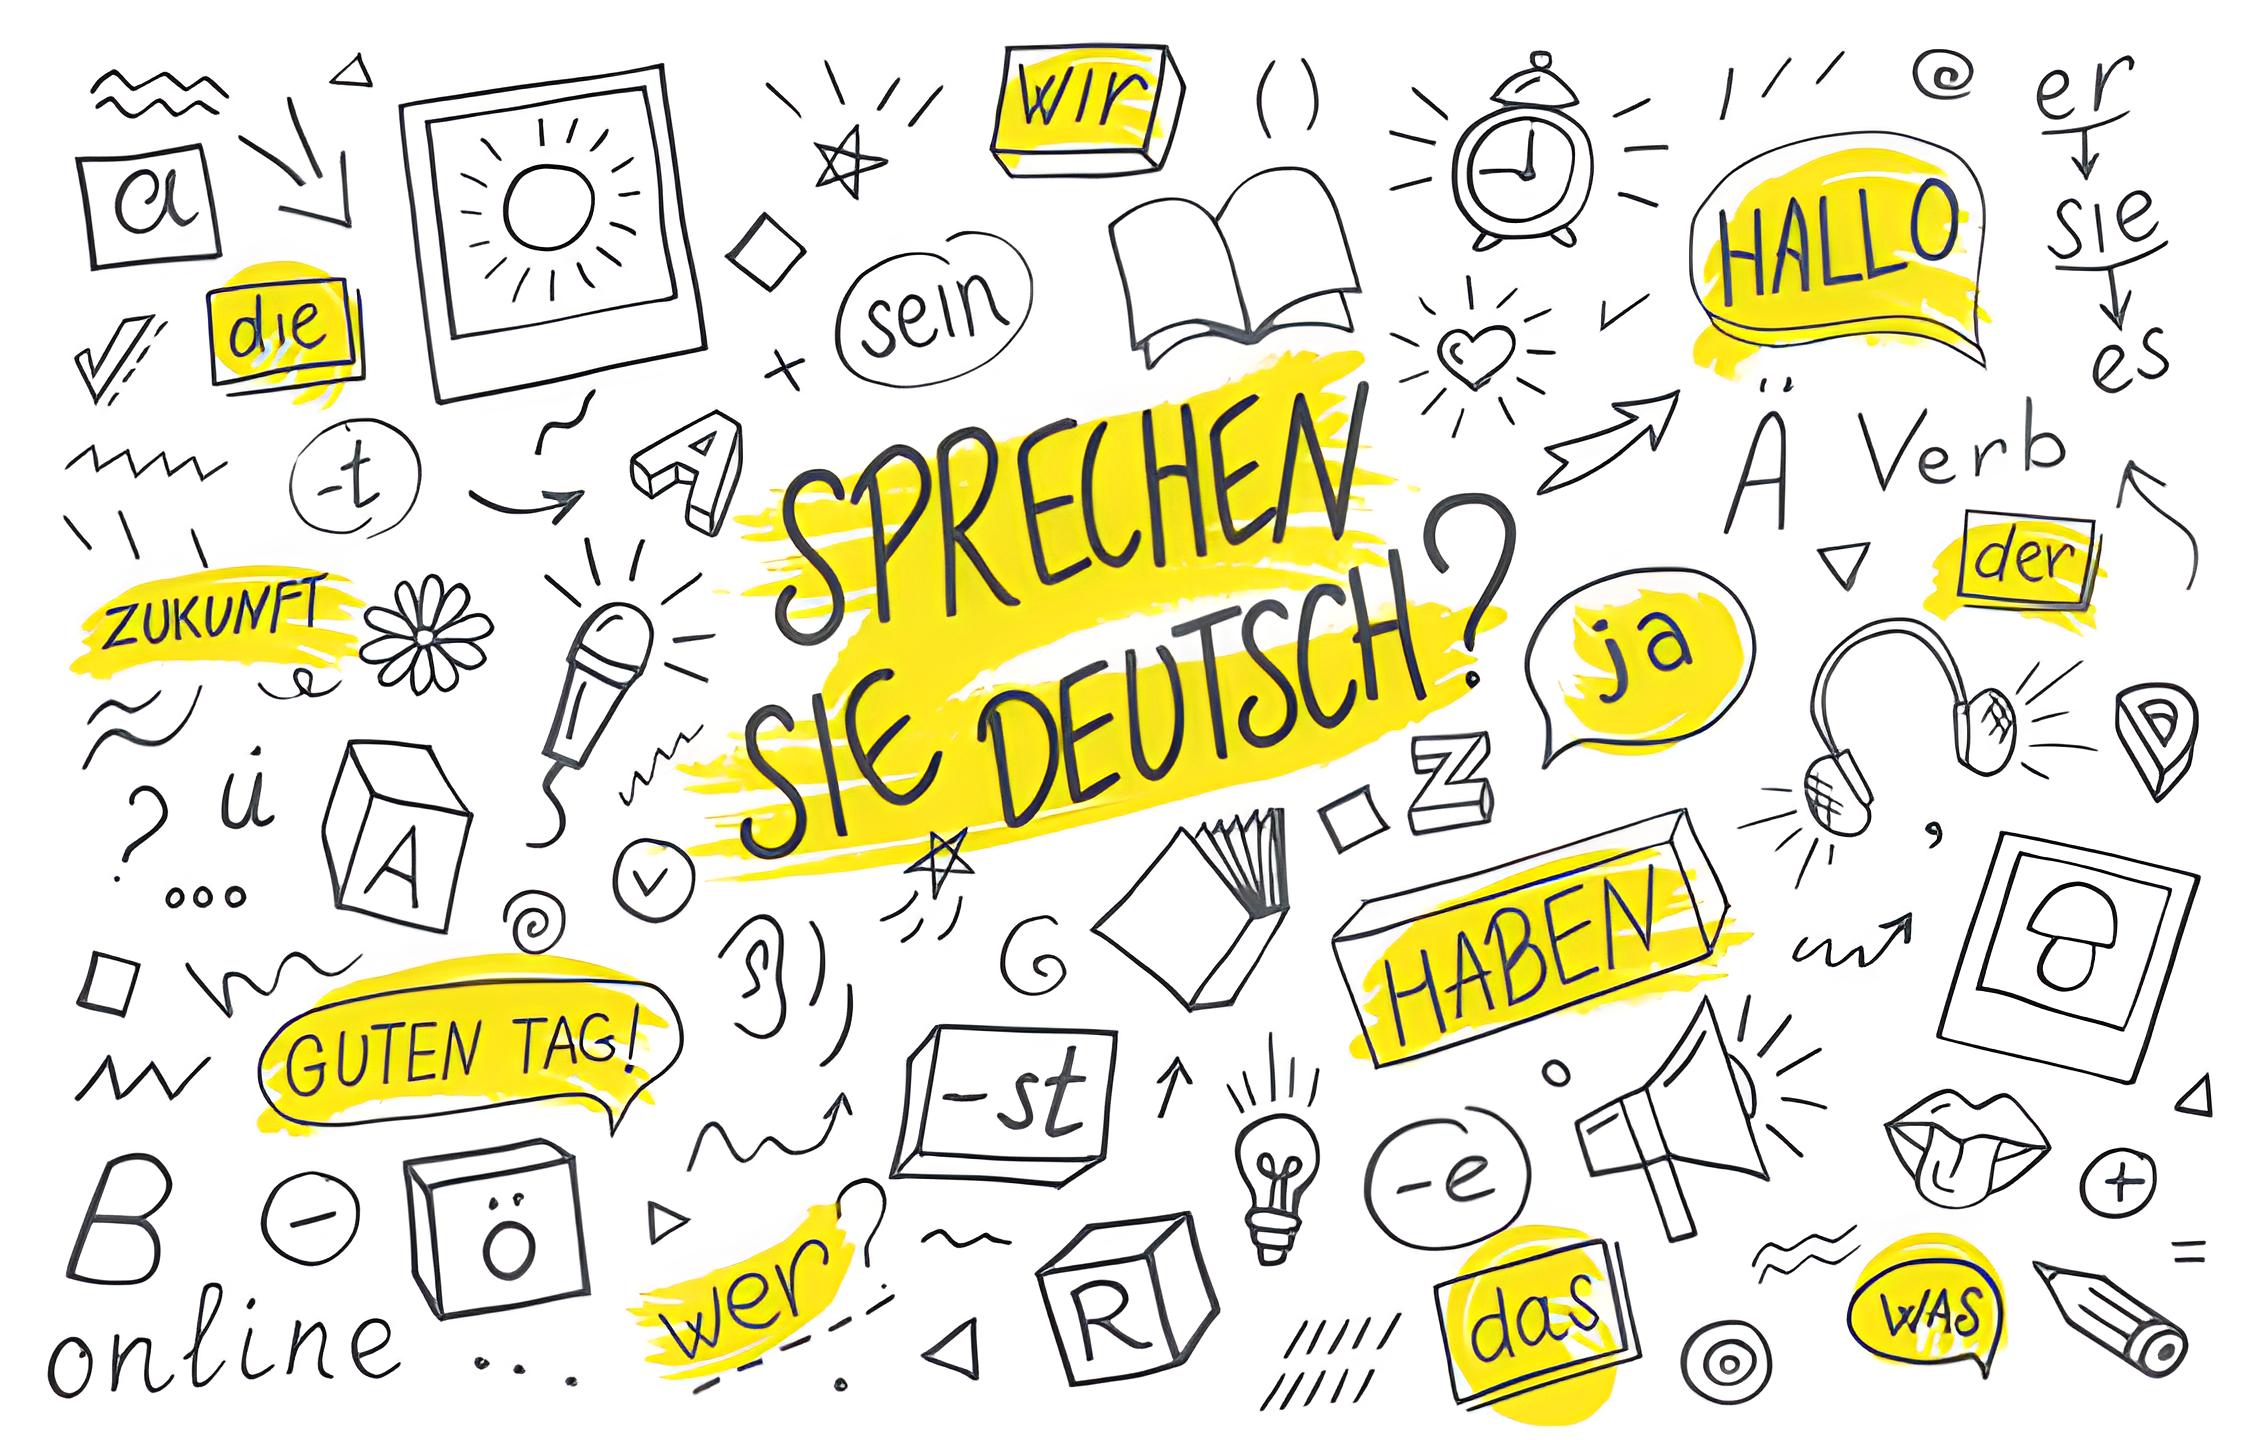 wir
@
er
a
HALLO
sie
die
sein
es
-t
A
Ä Verb
SPRECHEN
SIE DEUTSCH?
der
ZUKUNFT
ja
D
?
A
Z
HABEN
GUTEN TAG!
-st
-e
B
Ö
wer?
R
das
WAS
online